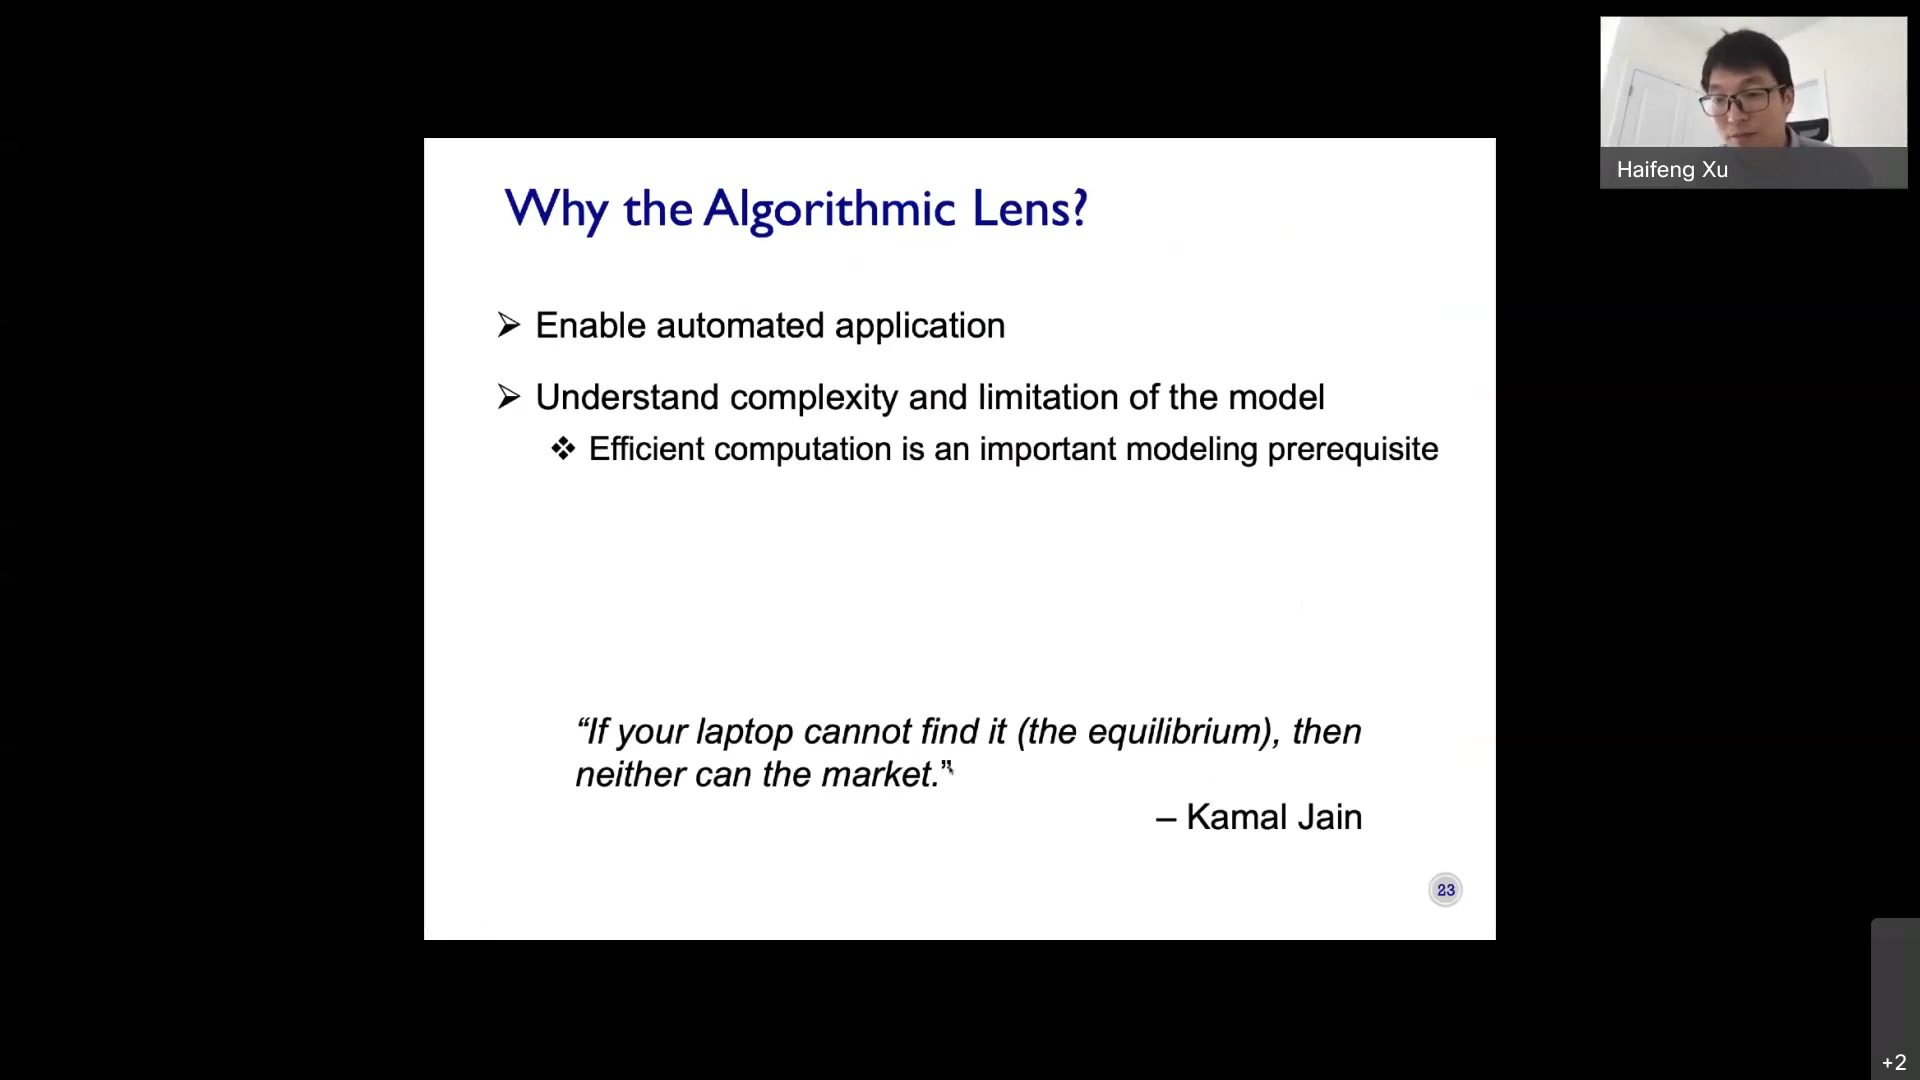 Haifeng Xu
Why the Algorithmic Lens?
➢ Enable automated application
➢ Understand complexity and limitation of the model
❖ Efficient computation is an important modeling prerequisite
“If your laptop cannot find it (the equilibrium), then
neither can the market.”
– Kamal Jain
23
+2